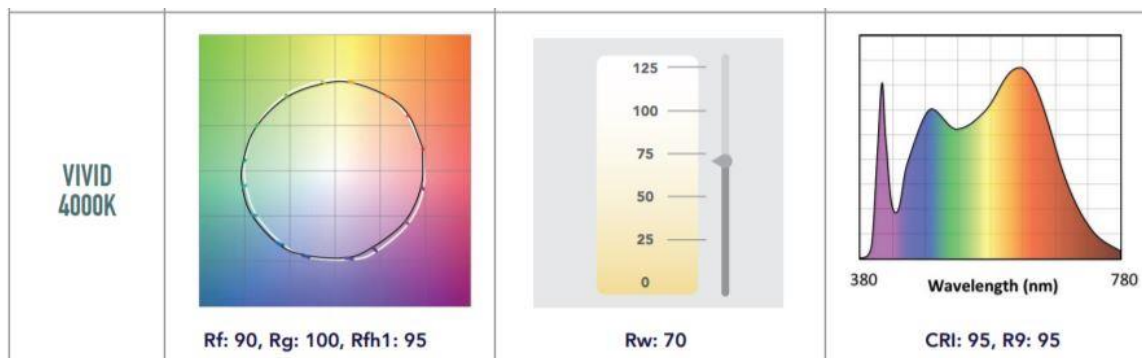 VIVID
4000K
Rf: 90, Rg: 100, Rfh1: 95
125
100
75
50
25
0
Rw: 70
380
Wavelength (nm)
780
CRI: 95, R9: 95